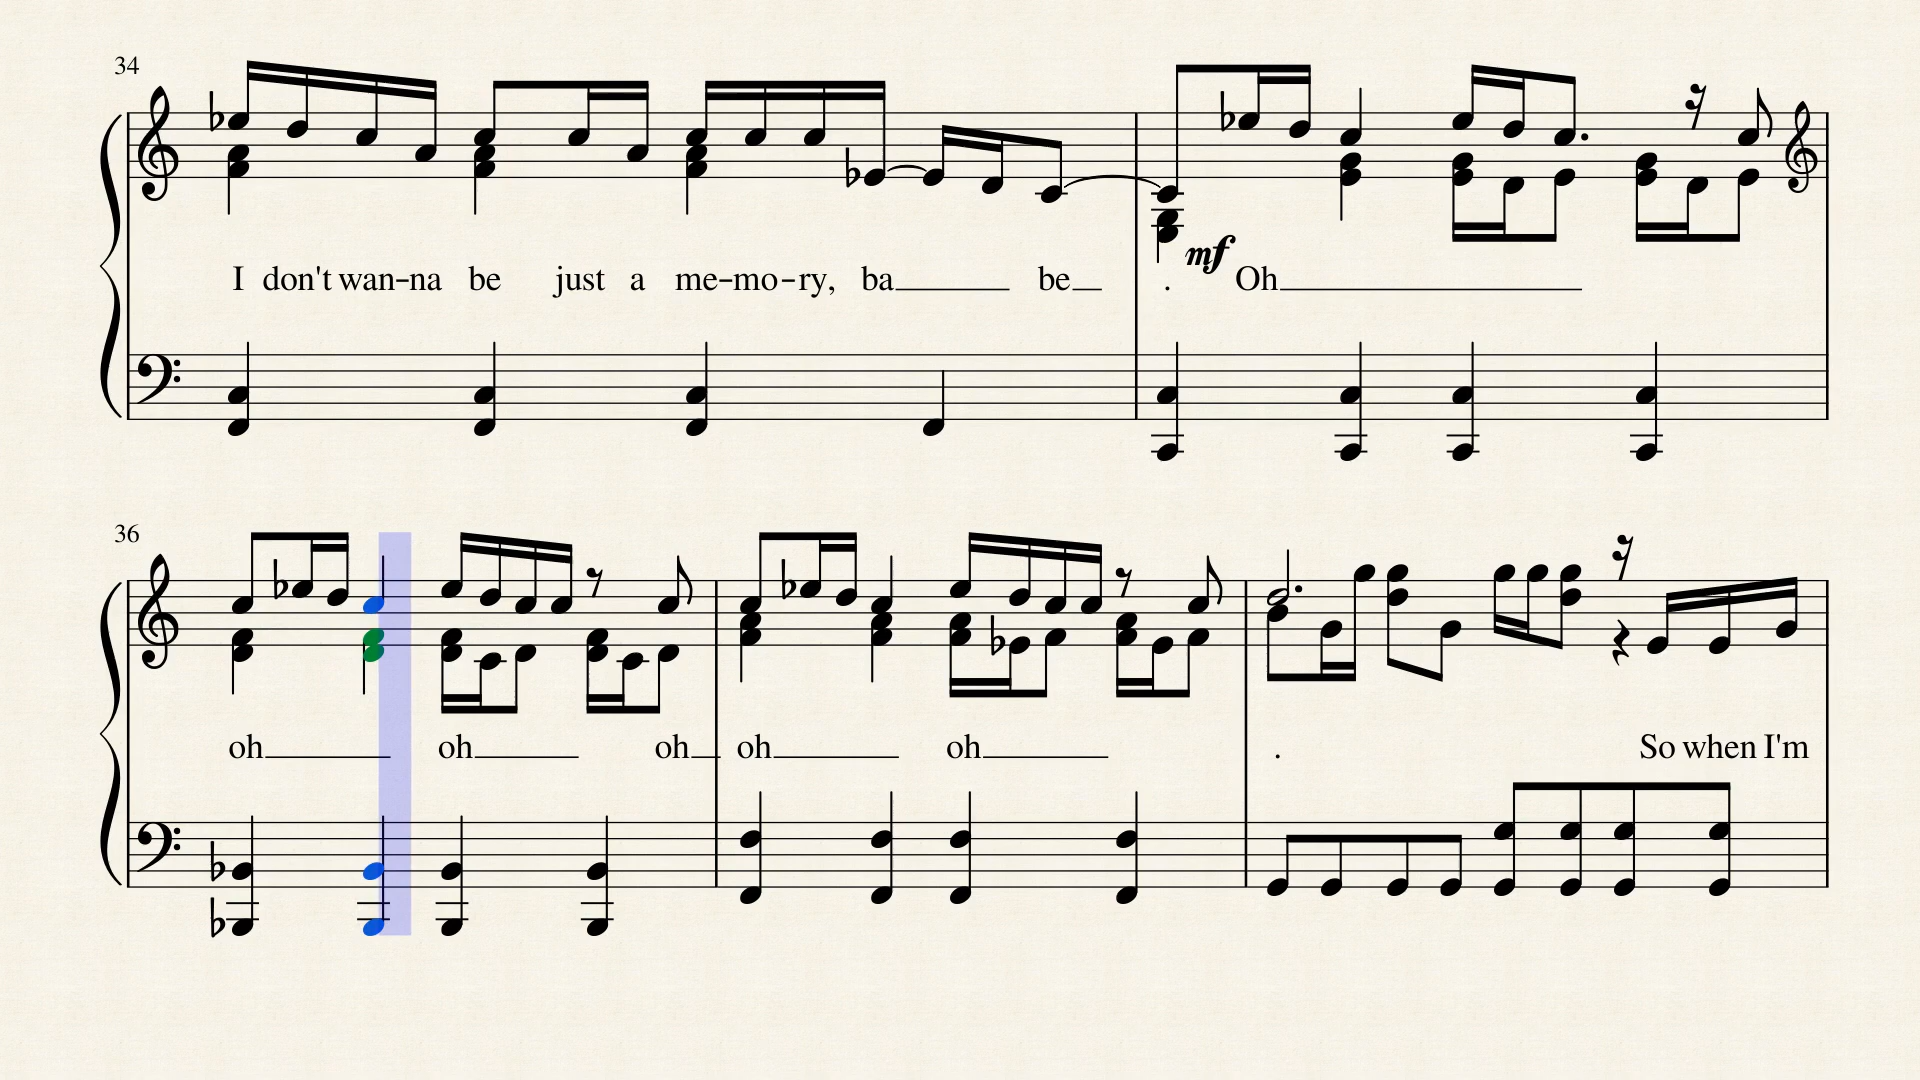 34
I don't wan-na be just a me-mo-ry, ba be . Oh
mf
36
oh oh oh oh oh . So when I'm